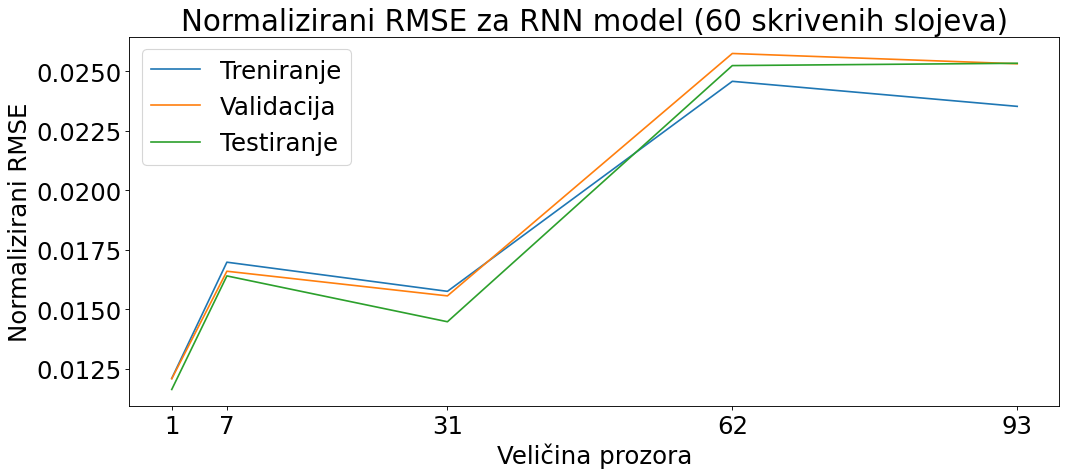 Normalizirani RMSE za RNN model (60 skrivenih slojeva)
Treniranje
Validacija
Testiranje
Normalizirani RMSE
0.0250
0.0225
0.0200
0.0175
0.0150
0.0125
1 7 31 62 93
Veličina prozora